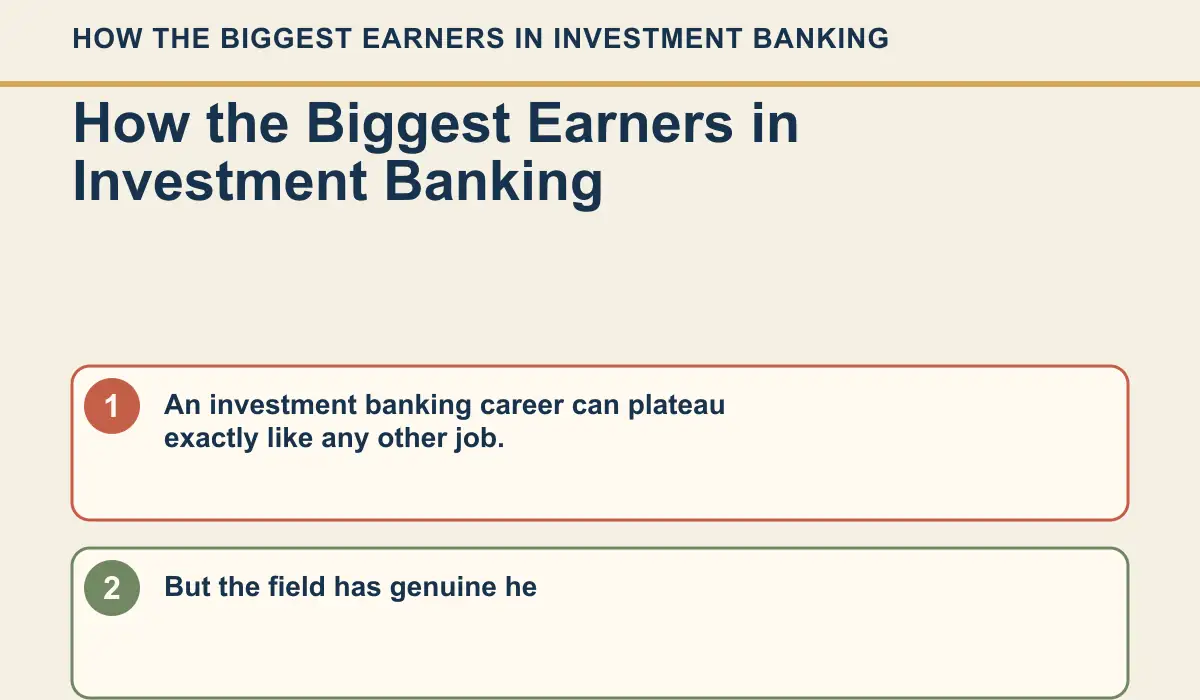 HOW THE BIGGEST EARNERS IN INVESTMENT BANKING
How the Biggest Earners in
Investment Banking
1
An investment banking career can plateau
exactly like any other job.
2
But the field has genuine he